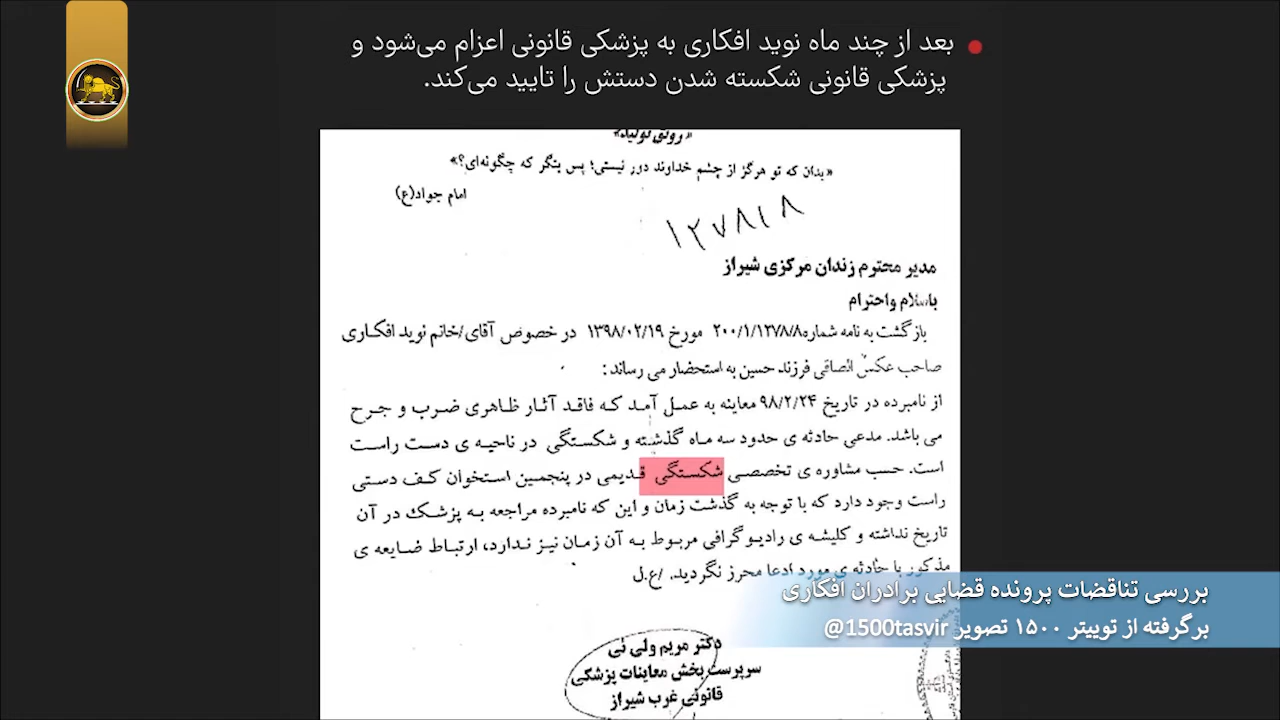 بعد از چند ماه نوید افکاری به پزشکی قانونی اعزام می‌شود و
پزشکی قانونی شکسته شدن دستش را تایید می‌کند.
«رونق تولید»
«بدان که تو هرگز از چشم خداوند دور نیستی؛ پس بنگر که چگونه‌ای؟»
امام جواد(ع)
۱۲۷۸/۸
مدیر محترم زندان مرکزی شیراز
باسلام واحترام
بازگشت به نامه شماره۲۰۰/۱/۱۲۷۸/۸ مورخ ۱۳۹۸/۰۲/۱۹ در خصوص آقای/خانم نوید افکاری
صاحب عکس الصاقی فرزند حسین به استحضار می رساند:
از نامبرده در تاریخ ۹۸/۲/۲۴ معاینه به عمل آمد که فاقد آثار ظاهری ضرب و جرح
می باشد. مدعی حادثه ی حدود سه ماه گذشته و شکستگی در ناحیه ی دست راست
است. حسب مشاوره ی تخصصی شکستگی قدیمی در پنجمین استخوان کف دستی
راست وجود دارد که با توجه به گذشت زمان و این که نامبرده مراجعه به پزشک در آن
تاریخ نداشته و کلیشه ی رادیوگرافی مربوط به آن زمان نیز ندارد، ارتباط ضایعه ی
مذکور با حادثه ی مورد ادعا محرز نگردید. /ع.ل
بررسی تناقضات پرونده قضایی برادران افکاری
برگرفته از توییتر ۱۵۰۰ تصویر @1500tasvir
دکتر مریم ولی نی
سرپرست بخش معاینات پزشکی
قانونی غرب شیراز